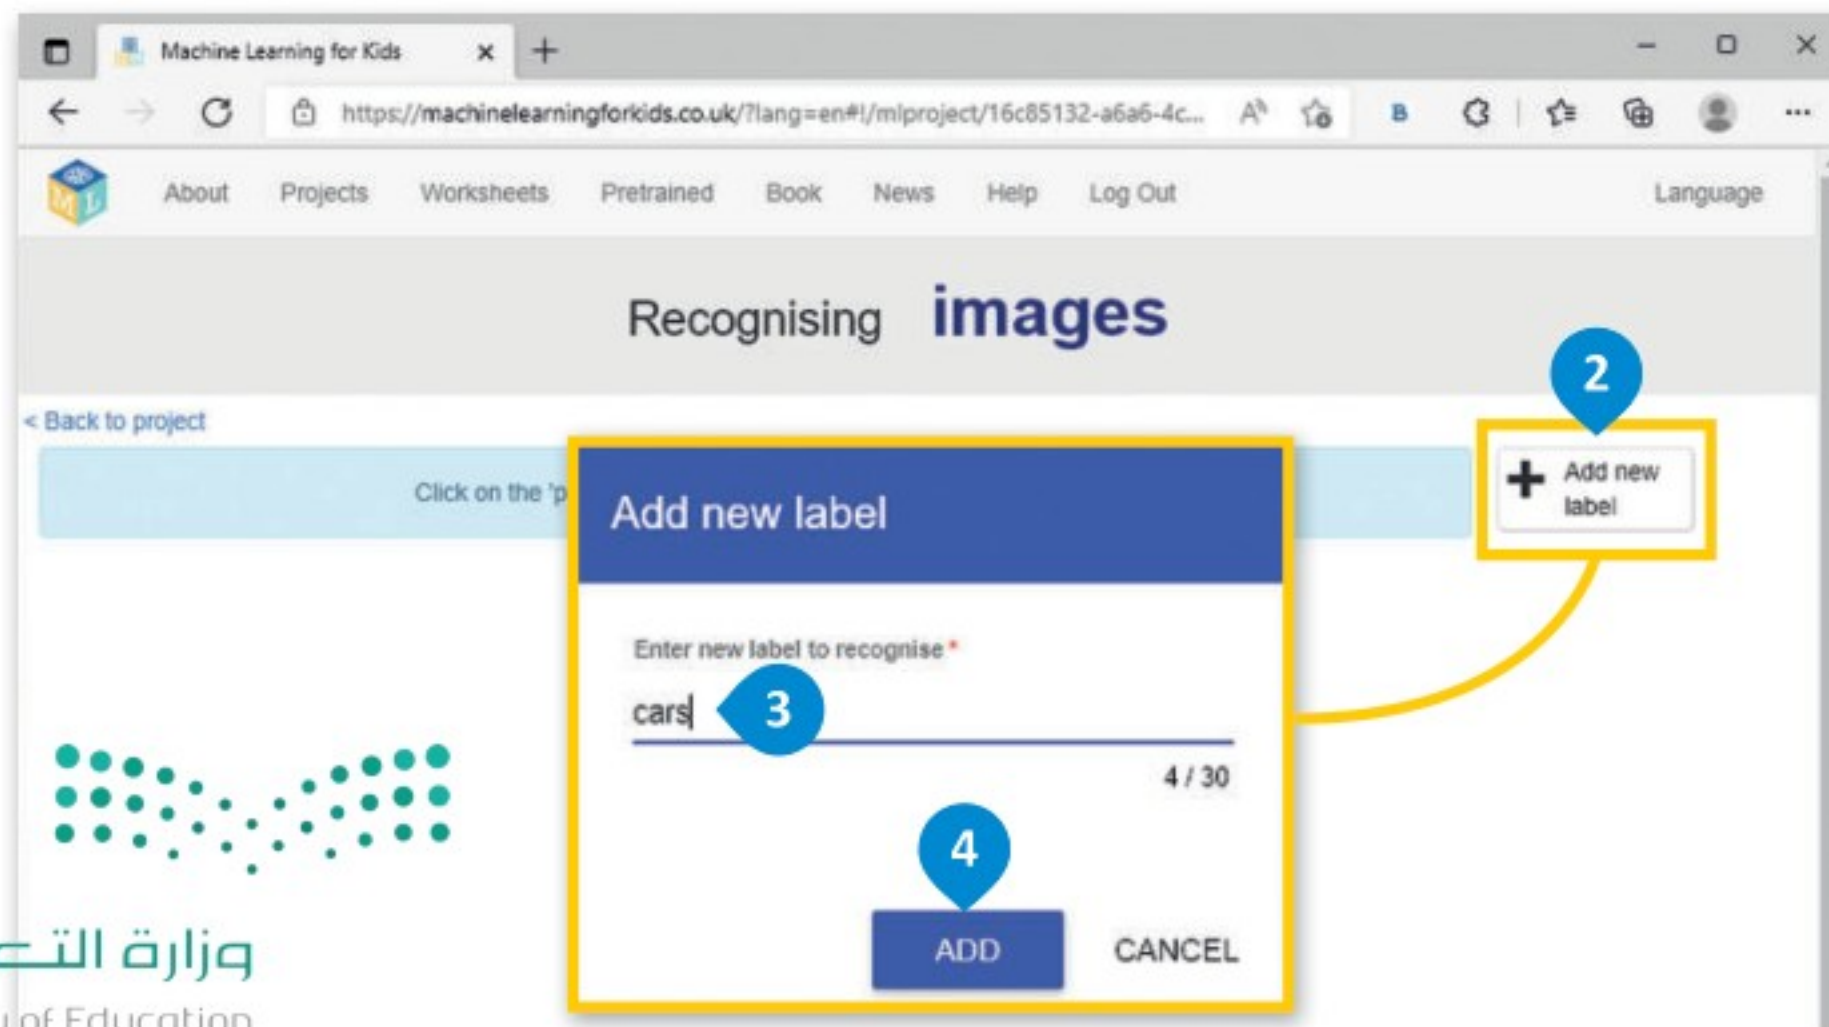 Machine Learning for Kids
https://machinelearningforkids.co.uk/?lang=en#!/mlproject/16c85132-a6a6-4c...
About Projects Worksheets Pretrained Book News Help Log Out Language
Recognising images
2
< Back to project
Click on the 'p
Add new
label
Add new label
Enter new label to recognise *
cars
3
4 / 30
4
ADD CANCEL
وزارة التـ
of Education